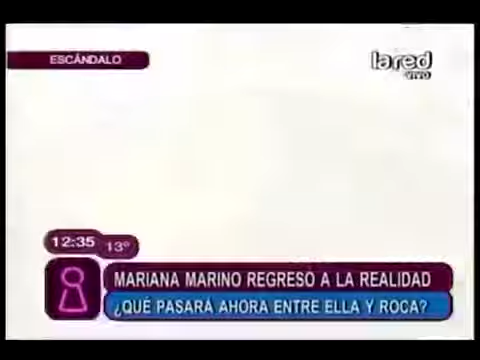 ESCÁNDALO
lared
VIVO
12:35
13°
MARIANA MARINO REGRESO A LA REALIDAD
¿QUÉ PASARÁ AHORA ENTRE ELLA Y ROCA?